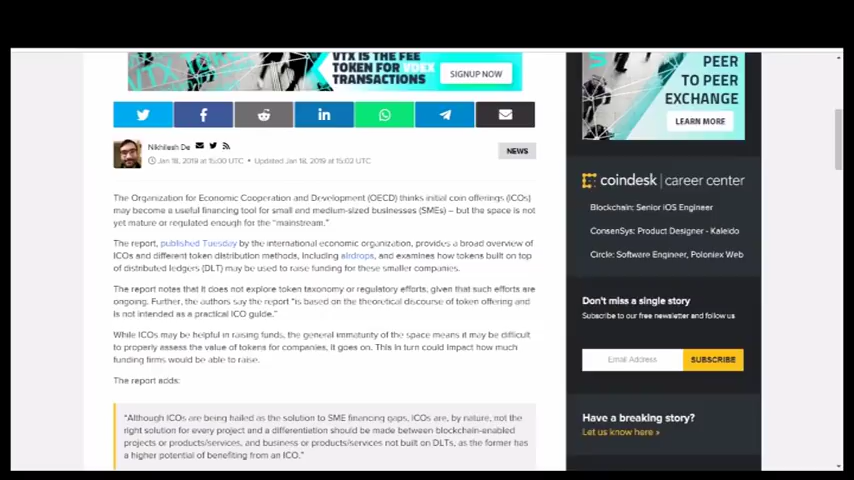 VTX IS THE FEE
TOKEN FOR VOEX
TRANSACTIONS
SIGNUP NOW
PEER
TO PEER
EXCHANGE
LEARN MORE
Nikhilesh De
Jan 18, 2019 at 15:00 UTC • Updated Jan 18, 2019 at 15:02 UTC
NEWS
The Organization for Economic Cooperation and Development (OECD) thinks initial coin offerings (ICOs)
may become a useful financing tool for small and medium-sized businesses (SMEs) – but the space is not
yet mature or regulated enough for the “mainstream.”
The report, published Tuesday by the international economic organization, provides a broad overview of
ICOs and different token distribution methods, including airdrops, and examines how tokens built on top
of distributed ledgers (DLT) may be used to raise funding for these smaller companies.
The report notes that it does not explore token taxonomy or regulatory efforts, given that such efforts are
ongoing. Further, the authors say the report “is based on the theoretical discourse of token offering and
is not intended as a practical ICO guide.”
While ICOs may be helpful in raising funds, the general immaturity of the space means it may be difficult
to properly assess the value of tokens for companies, it goes on. This in turn could impact how much
funding firms would be able to raise.
The report adds:
“Although ICOs are being hailed as the solution to SME financing gaps, ICOs are, by nature, not the
right solution for every project and a differentiation should be made between blockchain-enabled
projects or products/services, and business or products/services not built on DLTs, as the former has
a higher potential of benefiting from an ICO.”
coindesk | career center
Blockchain: Senior iOS Engineer
ConsenSys: Product Designer - Kaleido
Circle: Software Engineer, Poloniex Web
Don't miss a single story
Subscribe to our free newsletter and follow us
Email Address
SUBSCRIBE
Have a breaking story?
Let us know here »